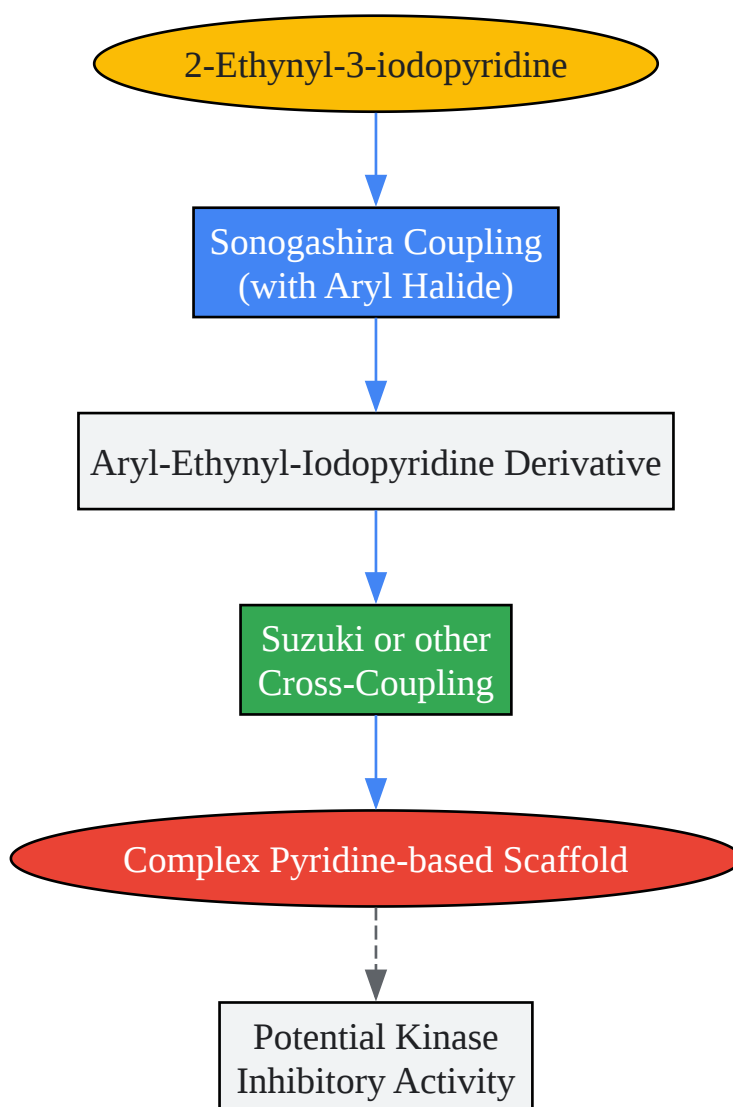 2-Ethynyl-3-iodopyridine
Sonogashira Coupling
(with Aryl Halide)
Aryl-Ethynyl-Iodopyridine Derivative
Suzuki or other
Cross-Coupling
Complex Pyridine-based Scaffold
Potential Kinase
Inhibitory Activity